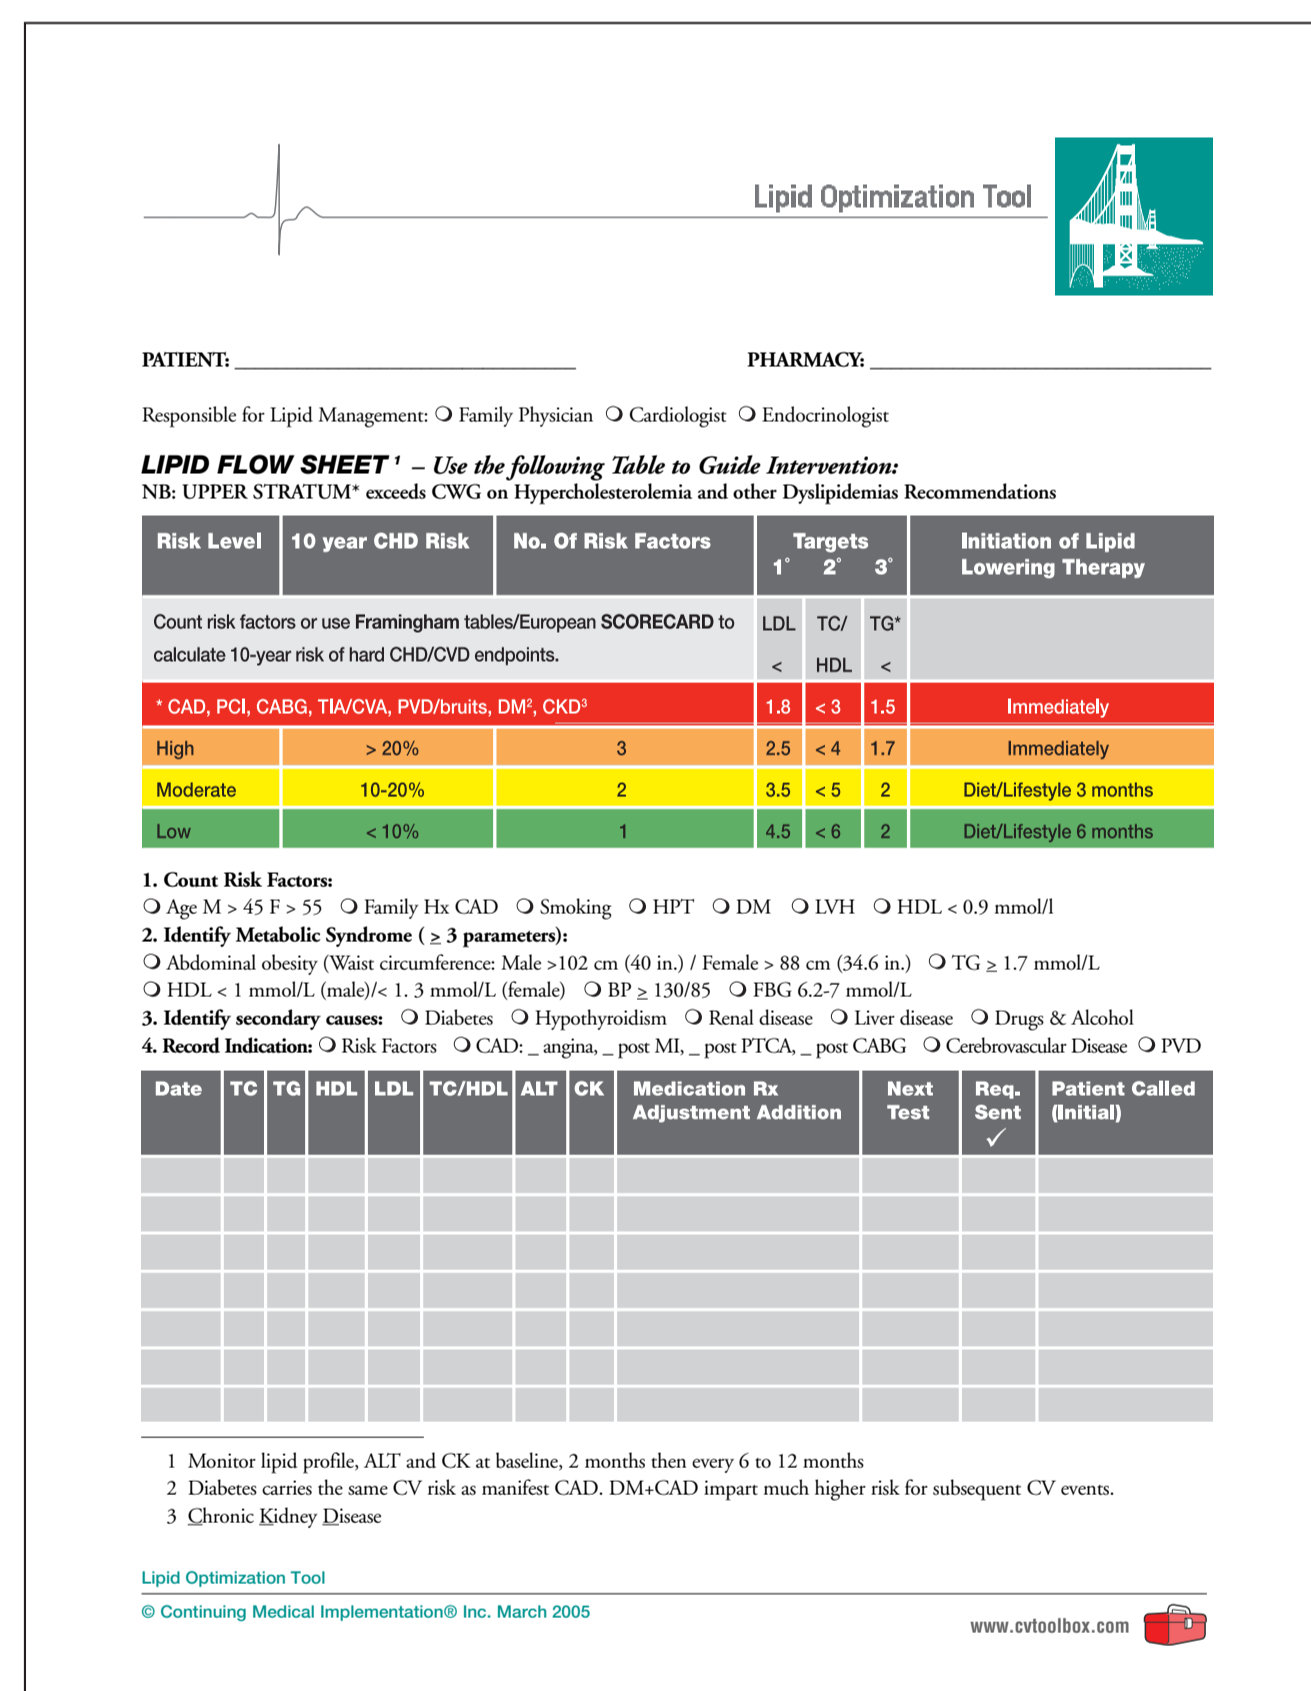 Lipid Optimization Tool
PATIENT: ______________________________ PHARMACY: ______________________________
Responsible for Lipid Management: ❍ Family Physician ❍ Cardiologist ❍ Endocrinologist
LIPID FLOW SHEET ¹ – Use the following Table to Guide Intervention:
NB: UPPER STRATUM* exceeds CWG on Hypercholesterolemia and other Dyslipidemias Recommendations
Risk Level 10 year CHD Risk No. Of Risk Factors Targets Initiation of Lipid
1° 2° 3° Lowering Therapy
Count risk factors or use Framingham tables/European SCORECARD to LDL TC/ TG*
calculate 10-year risk of hard CHD/CVD endpoints. < HDL <
* CAD, PCI, CABG, TIA/CVA, PVD/bruits, DM², CKD³ 1.8 < 3 1.5 Immediately
High > 20% 3 2.5 < 4 1.7 Immediately
Moderate 10-20% 2 3.5 < 5 2 Diet/Lifestyle 3 months
Low < 10% 1 4.5 < 6 2 Diet/Lifestyle 6 months
1. Count Risk Factors:
❍ Age M > 45 F > 55 ❍ Family Hx CAD ❍ Smoking ❍ HPT ❍ DM ❍ LVH ❍ HDL < 0.9 mmol/l
2. Identify Metabolic Syndrome ( ≥ 3 parameters):
❍ Abdominal obesity (Waist circumference: Male >102 cm (40 in.) / Female > 88 cm (34.6 in.) ❍ TG ≥ 1.7 mmol/L
❍ HDL < 1 mmol/L (male)/< 1. 3 mmol/L (female) ❍ BP ≥ 130/85 ❍ FBG 6.2-7 mmol/L
3. Identify secondary causes: ❍ Diabetes ❍ Hypothyroidism ❍ Renal disease ❍ Liver disease ❍ Drugs & Alcohol
4. Record Indication: ❍ Risk Factors ❍ CAD: _ angina, _ post MI, _ post PTCA, _ post CABG ❍ Cerebrovascular Disease ❍ PVD
Date TC TG HDL LDL TC/HDL ALT CK Medication Rx Next Req. Patient Called
Adjustment Addition Test Sent (Initial)
✓
1 Monitor lipid profile, ALT and CK at baseline, 2 months then every 6 to 12 months
2 Diabetes carries the same CV risk as manifest CAD. DM+CAD impart much higher risk for subsequent CV events.
3 Chronic Kidney Disease
Lipid Optimization Tool
© Continuing Medical Implementation® Inc. March 2005
www.cvtoolbox.com